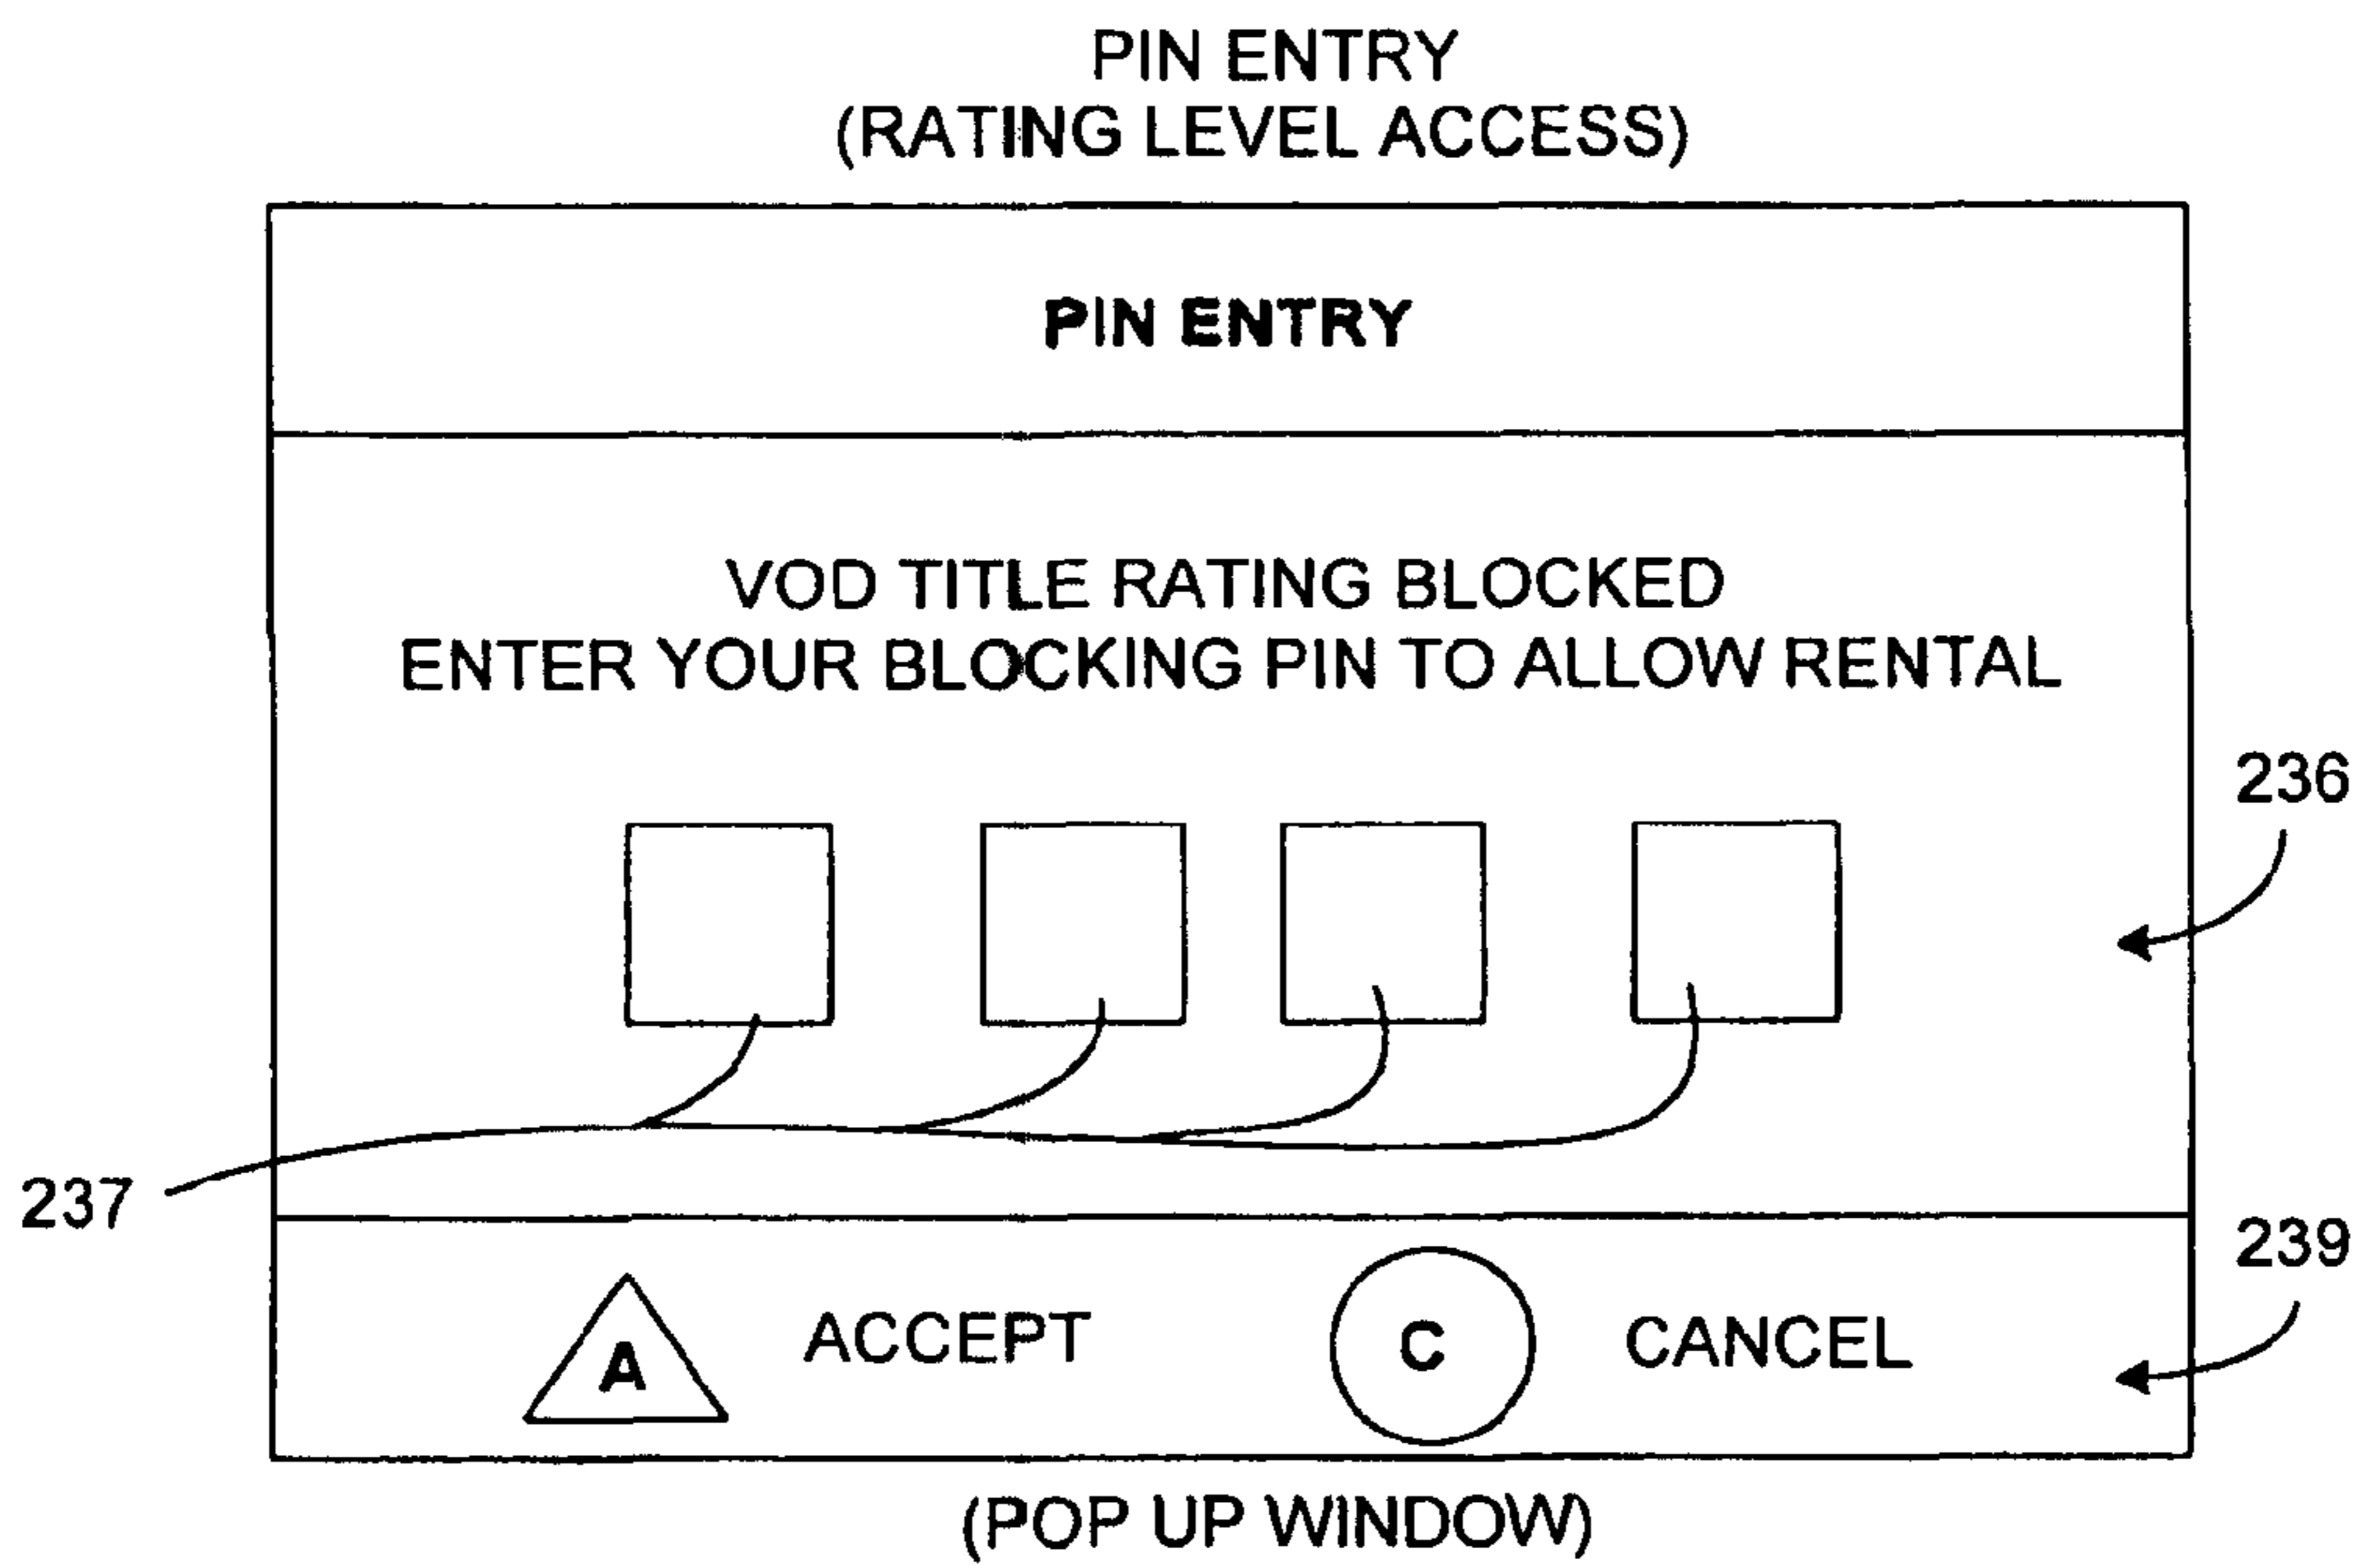 PIN ENTRY
(RATING LEVEL ACCESS)
PIN ENTRY
VOD TITLE RATING BLOCKED
ENTER YOUR BLOCKING PIN TO ALLOW RENTAL
236
237
239
A ACCEPT C CANCEL
(POP UP WINDOW)